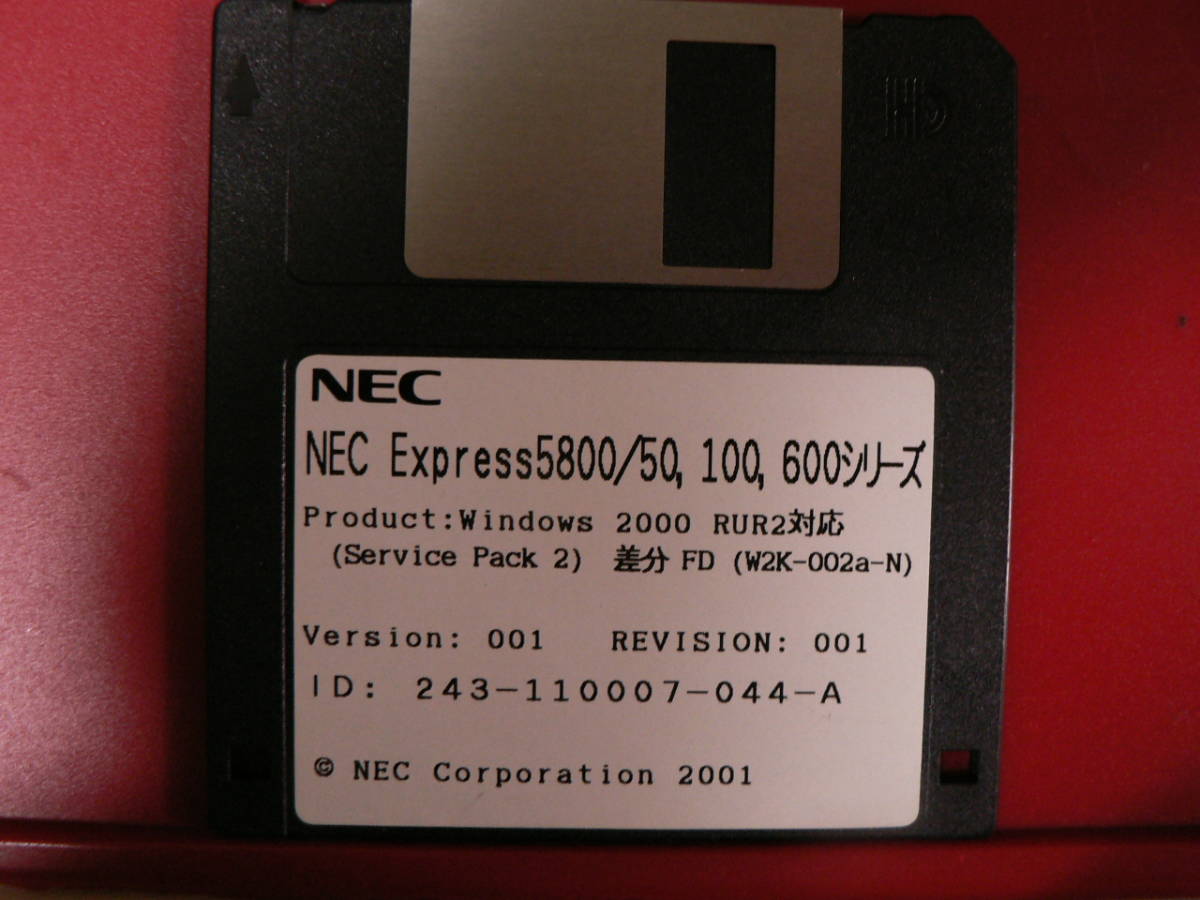 HD
NEC
NEC Express5800/50, 100, 600シリーズ
Product:Windows 2000 RUR2対応
(Service Pack 2) 差分 FD (W2K-002a-N)
Version: 001 REVISION: 001
ID: 243-110007-044-A
© NEC Corporation 2001